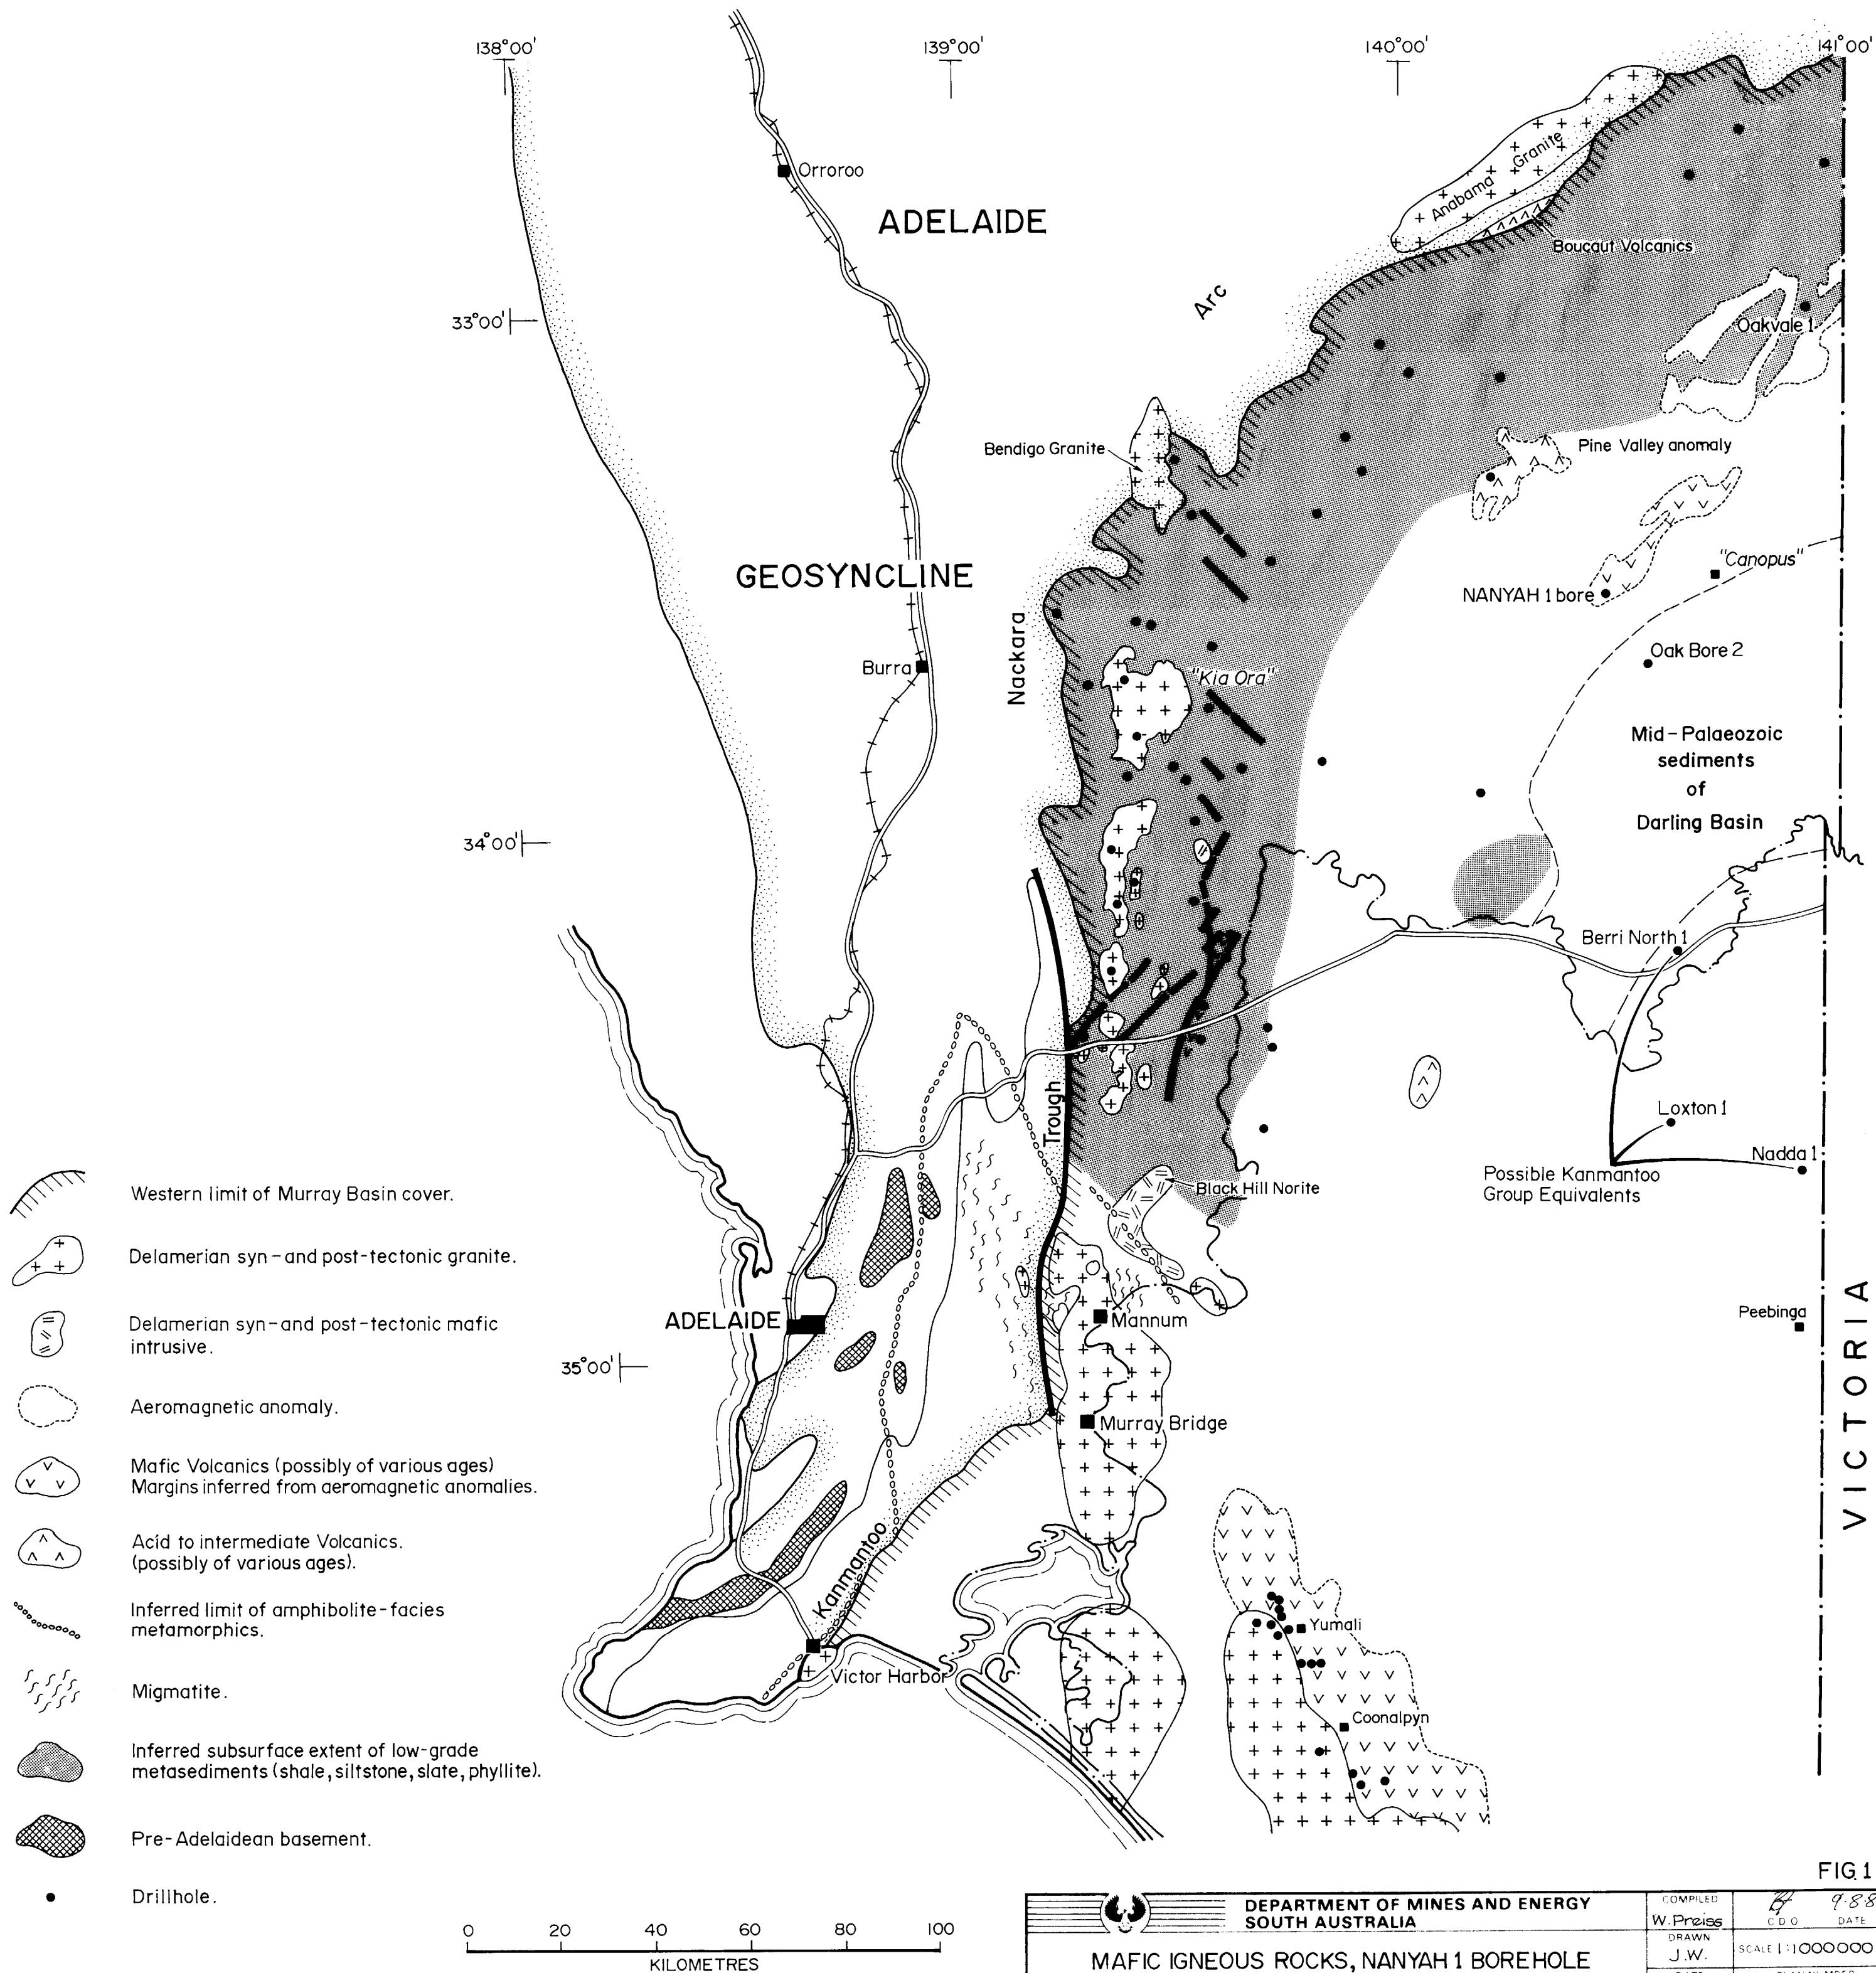 138°00'
139°00'
140°00'
141°00'
Orroroo
ADELAIDE
Anabama Granite
Boucaut Volcanics
Arc
33°00'
Oakvale 1
Bendigo Granite
Pine Valley anomaly
GEOSYNCLINE
"Canopus"
NANYAH 1 bore
Nackara
Burra
Oak Bore 2
"Kia Ora"
Mid-Palaeozoic
sediments
of
Darling Basin
34°00'
Berri North 1
Trough
Loxton 1
Nadda 1
Possible Kanmantoo
Group Equivalents
Black Hill Norite
Western limit of Murray Basin cover.
Delamerian syn-and post-tectonic granite.
Delamerian syn-and post-tectonic mafic
intrusive.
ADELAIDE
Mannum
Peebinga
VICTORIA
35°00'
Aeromagnetic anomaly.
Murray Bridge
Mafic Volcanics (possibly of various ages)
Margins inferred from aeromagnetic anomalies.
Acid to intermediate Volcanics.
(possibly of various ages).
Kanmantoo
Inferred limit of amphibolite-facies
metamorphics.
Yumali
Victor Harbor
Migmatite.
Coonalpyn
Inferred subsurface extent of low-grade
metasediments (shale, siltstone, slate, phyllite).
Pre-Adelaidean basement.
Drillhole.
FIG. 1
0 20 40 60 80 100
KILOMETRES
DEPARTMENT OF MINES AND ENERGY
SOUTH AUSTRALIA
MAFIC IGNEOUS ROCKS, NANYAH 1 BOREHOLE
COMPILED
W. Preiss
C D O
9·8·8
DATE
DRAWN
J.W.
SCALE 1:1000000